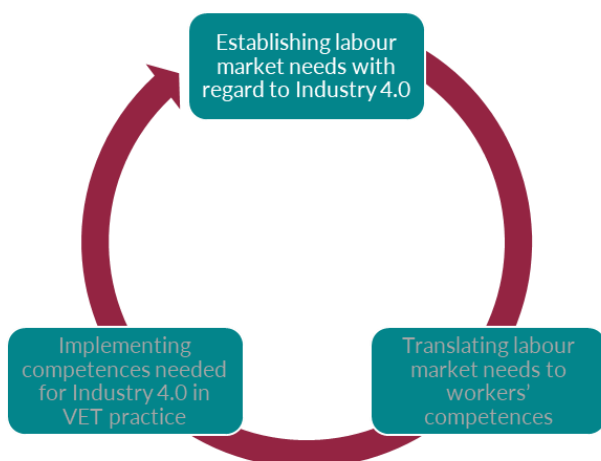 Establishing labour
market needs with
regard to Industry 4.0
Implementing
competences needed
for Industry 4.0 in
VET practice
Translating labour
market needs to
workers’
competences